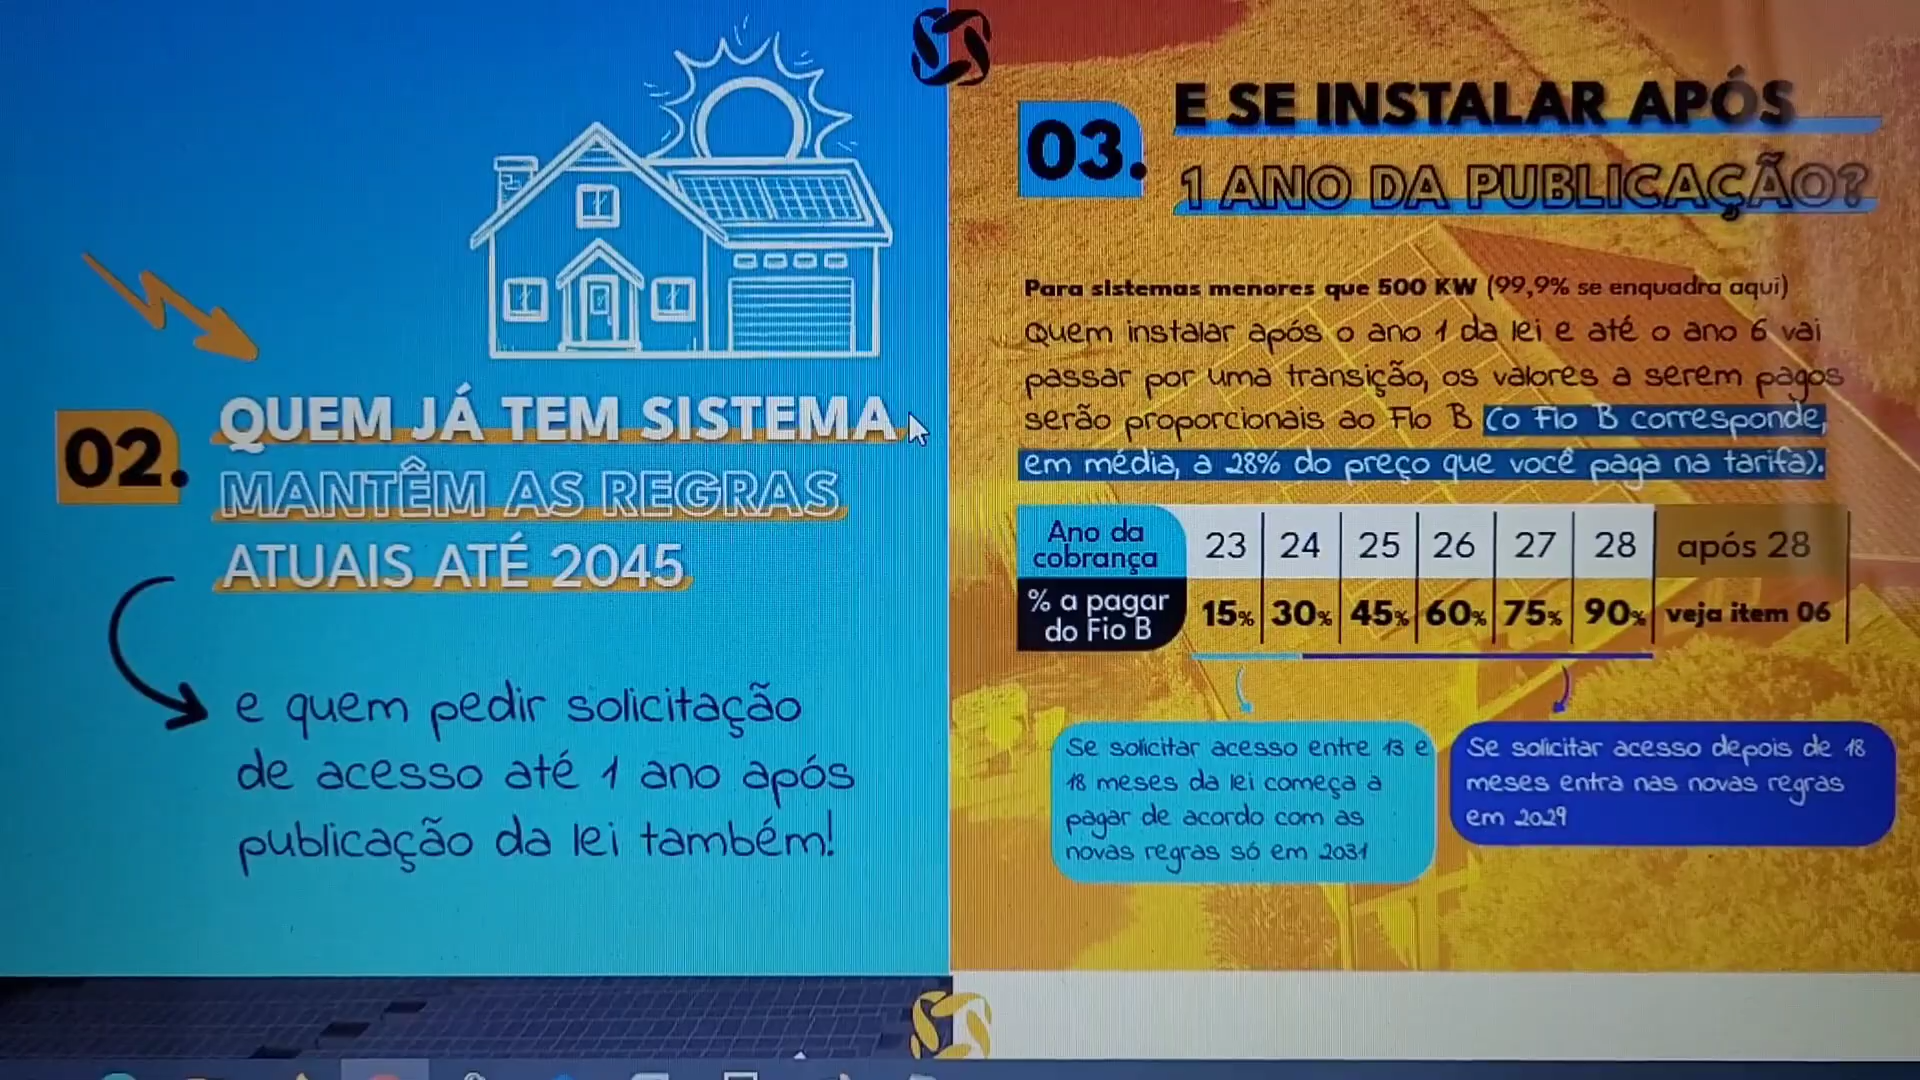 02.
QUEM JÁ TEM SISTEMA
MANTÊM AS REGRAS
ATUAIS ATÉ 2045
e quem pedir solicitação
de acesso até 1 ano após
publicação da lei também!
03.
E SE INSTALAR APÓS
1 ANO DA PUBLICAÇÃO?
Para sistemas menores que 500 KW (99,9% se enquadra aqui)
Quem instalar após o ano 1 da lei e até o ano 6 vai
passar por uma transição, os valores a serem pagos
serão proporcionais ao Fio B (o Fio B corresponde,
em média, a 28% do preço que você paga na tarifa).
Ano da
cobrança
23 24 25 26 27 28 após 28
% a pagar
do Fio B
15% 30% 45% 60% 75% 90% veja item 06
Se solicitar acesso entre 13 e
18 meses da lei começa a
pagar de acordo com as
novas regras só em 2031
Se solicitar acesso depois de 18
meses entra nas novas regras
em 2029